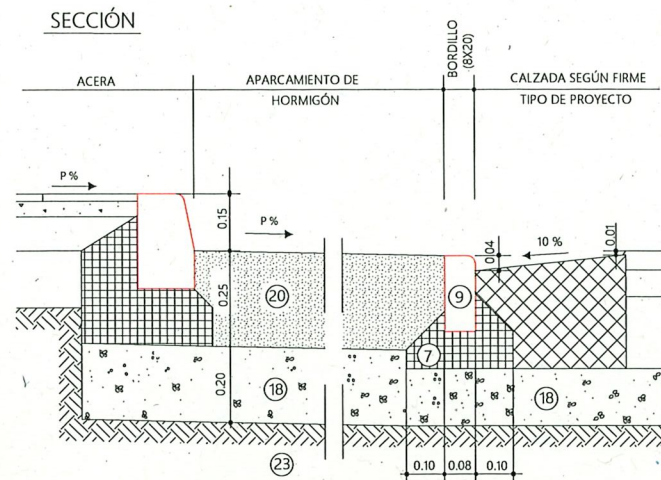 SECCIÓN
ACERA
APARCAMIENTO DE
HORMIGÓN
BORDILLO
(8X20)
CALZADA SEGÚN FIRME
TIPO DE PROYECTO
P %
0.15
P %
0.04
10 %
0.01
0.25
20
9
7
0.20
18
18
23
0.10
0.08
0.10